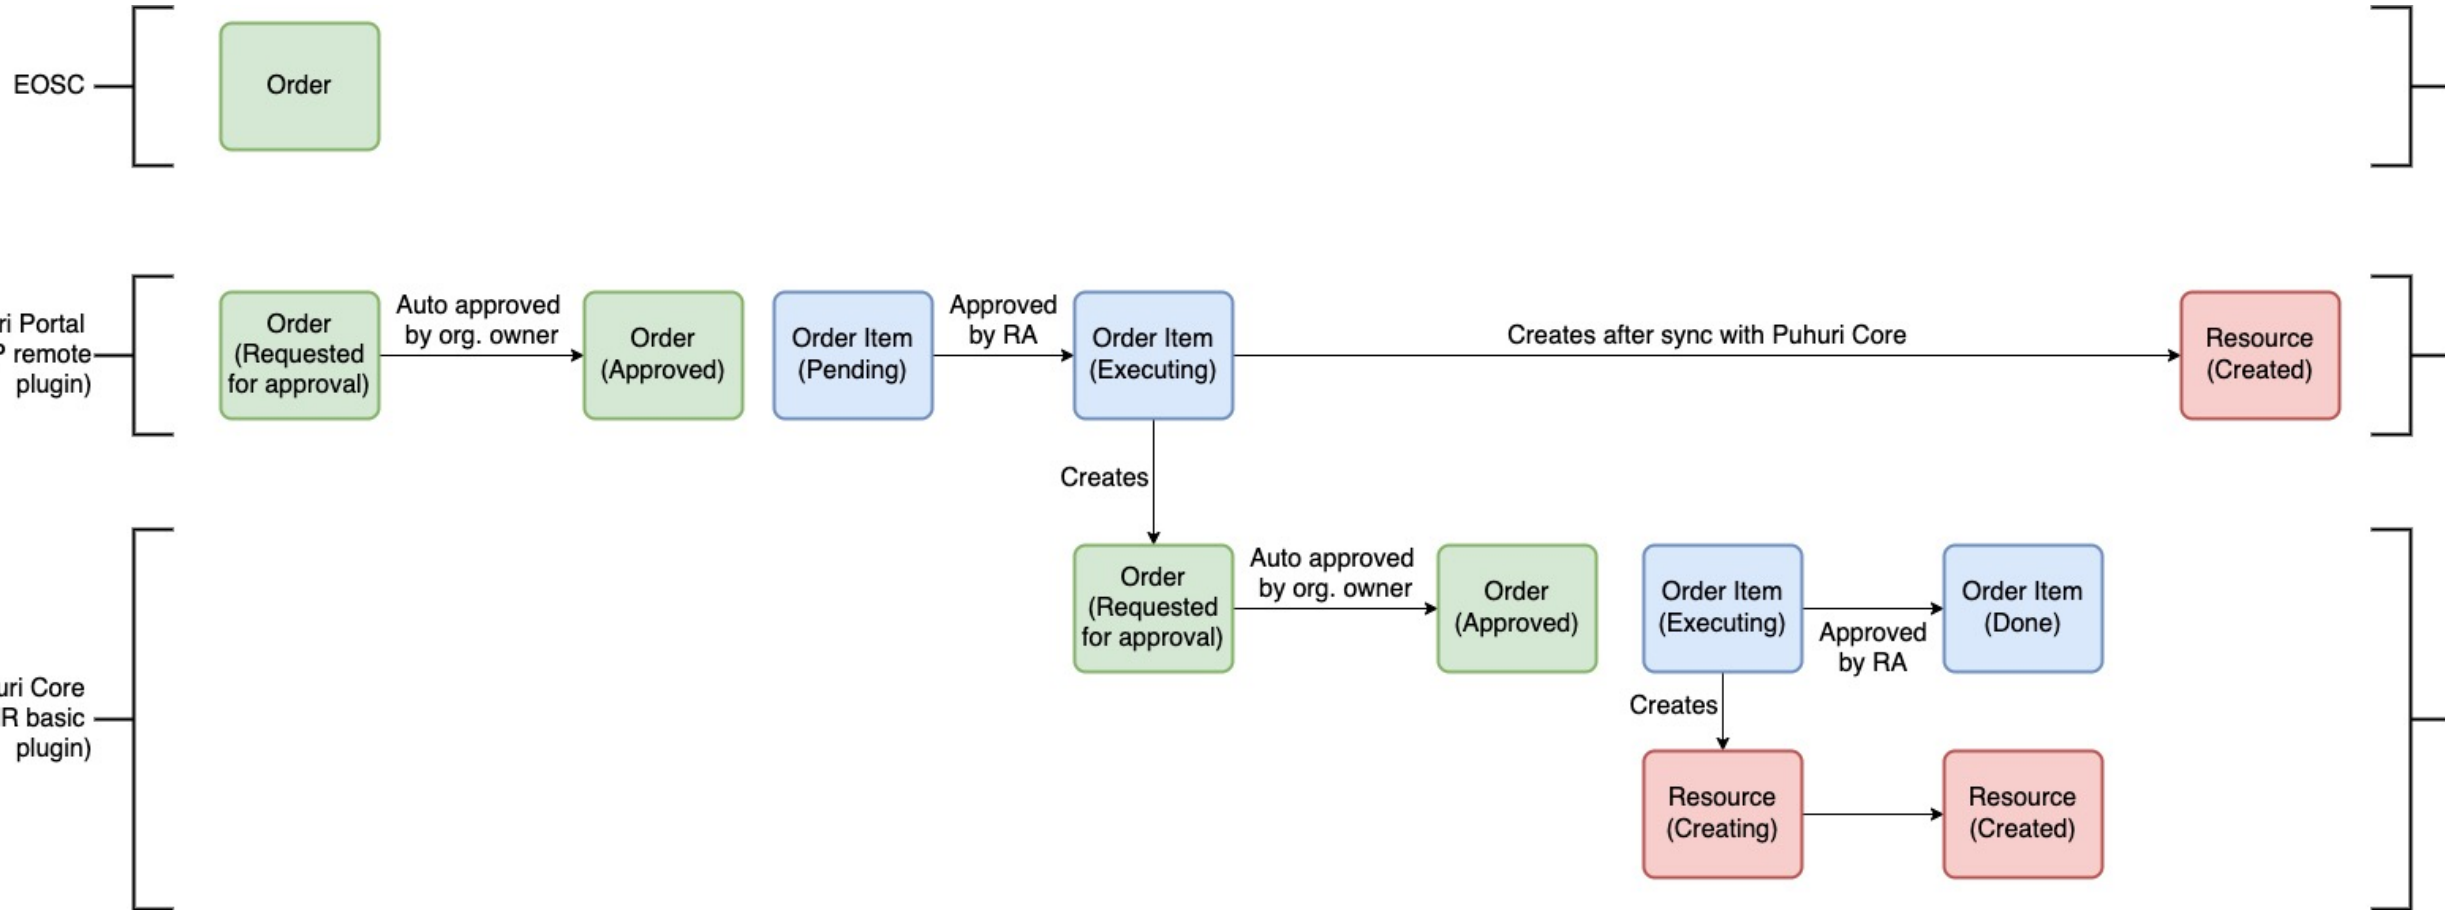 EOSC
Order
ri Portal
P remote
plugin)
Order
(Requested
for approval)
Auto approved
by org. owner
Order
(Approved)
Order Item
(Pending)
Approved
by RA
Order Item
(Executing)
Creates after sync with Puhuri Core
Resource
(Created)
Creates
uri Core
R basic
plugin)
Order
(Requested
for approval)
Auto approved
by org. owner
Order
(Approved)
Order Item
(Executing)
Approved
by RA
Order Item
(Done)
Creates
Resource
(Creating)
Resource
(Created)